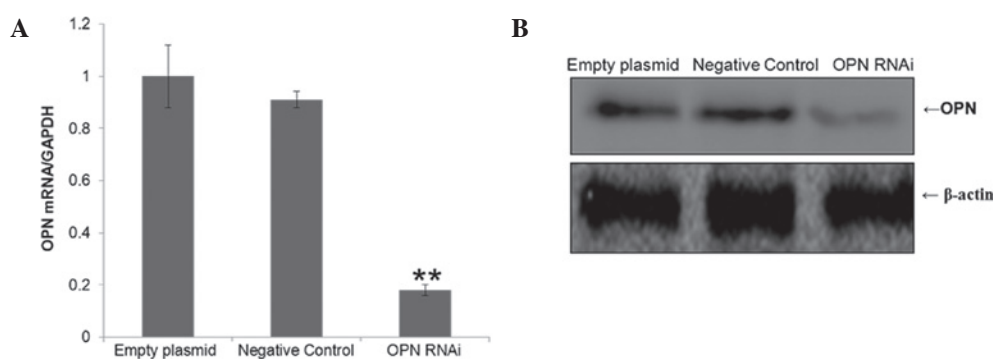 A
OPN mRNA/GAPDH
1.2
1
0.8
0.6
0.4
0.2
0
**
Empty plasmid Negative Control OPN RNAi
B
Empty plasmid Negative Control OPN RNAi
←OPN
← β-actin